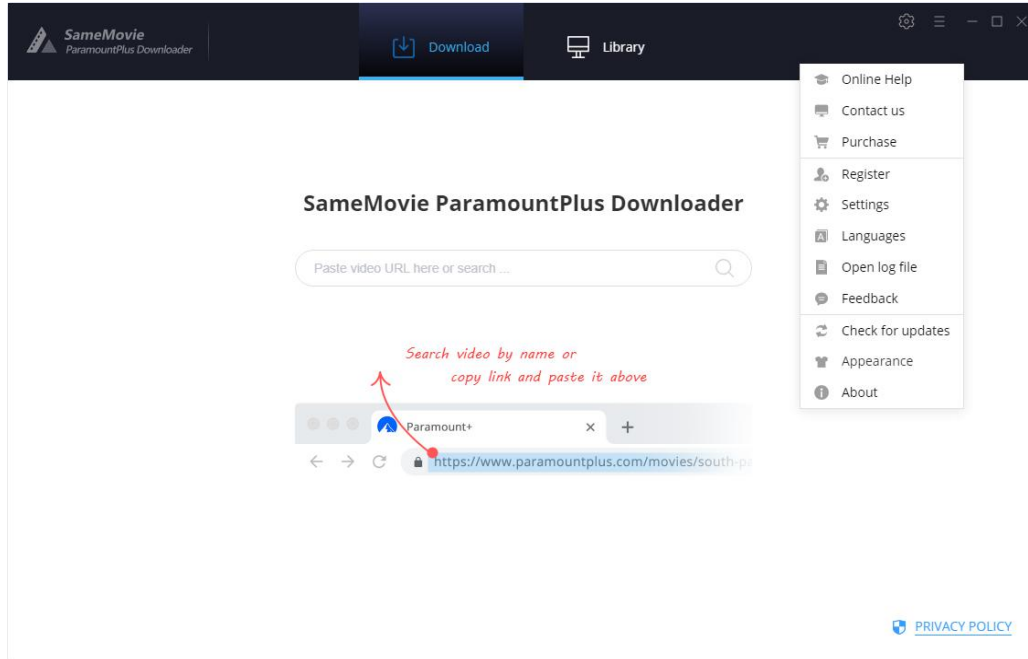 SameMovie
ParamountPlus Downloader
Download
Library
Online Help
Contact us
Purchase
Register
Settings
Languages
Open log file
Feedback
Check for updates
Appearance
About
SameMovie ParamountPlus Downloader
Paste video URL here or search ...
Search video by name or
copy link and paste it above
Paramount+
https://www.paramountplus.com/movies/south-pa
PRIVACY POLICY